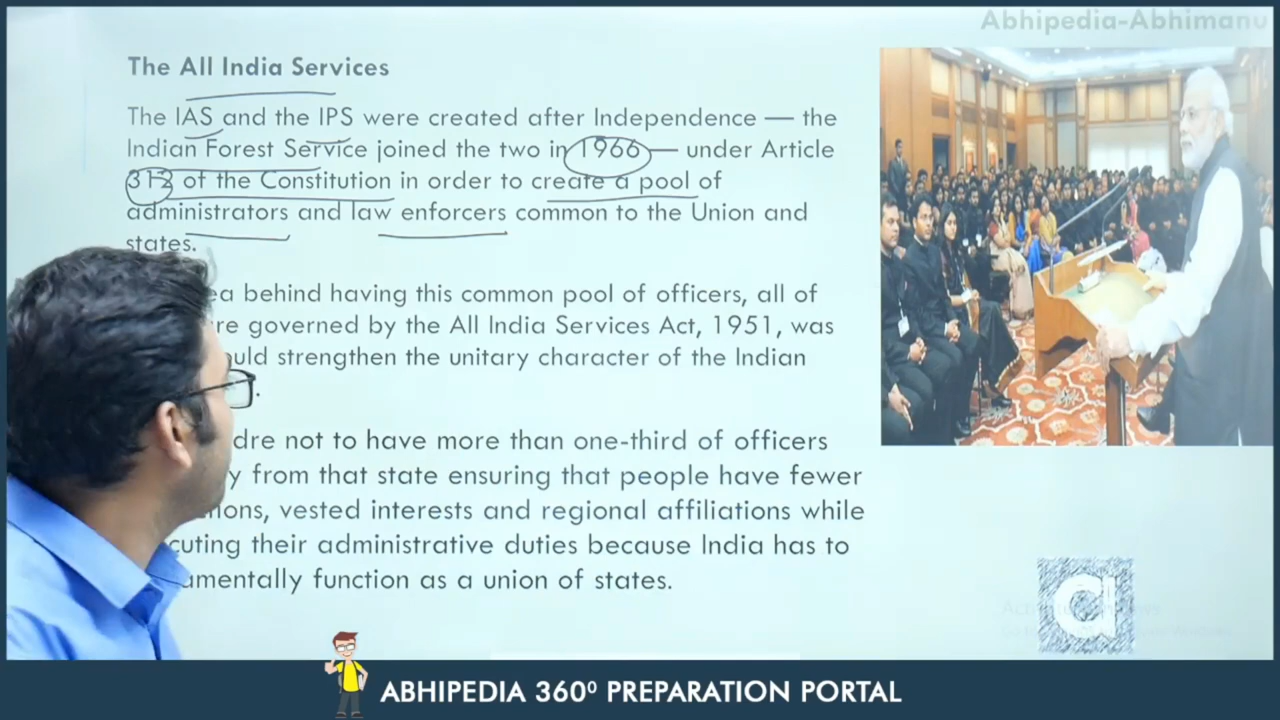 Abhipedia-Abhimanu
The All India Services
The IAS and the IPS were created after Independence — the
Indian Forest Service joined the two in 1966 — under Article
312 of the Constitution in order to create a pool of
administrators and law enforcers common to the Union and
states.
behind having this common pool of officers, all of
governed by the All India Services Act, 1951, was
strengthen the unitary character of the Indian
not to have more than one-third of officers
from that state ensuring that people have fewer
vested interests and regional affiliations while
their administrative duties because India has to
function as a union of states.
a
ABHIPEDIA 360⁰ PREPARATION PORTAL